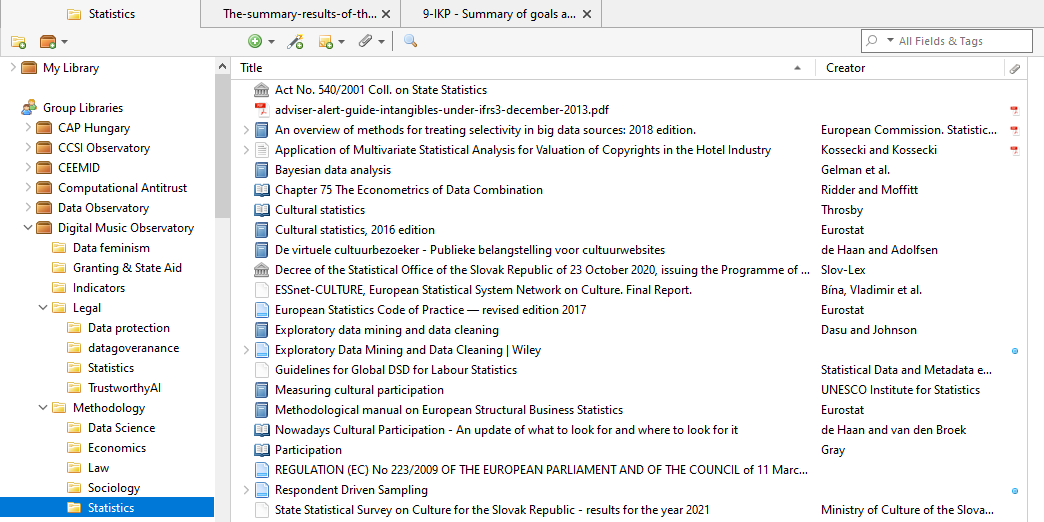 Statistics
The-summary-results-of-th...
9-IKP - Summary of goals a...
All Fields & Tags
My Library
Group Libraries
CAP Hungary
CCSI Observatory
CEEMID
Computational Antitrust
Data Observatory
Digital Music Observatory
Data feminism
Granting & State Aid
Indicators
Legal
Data protection
datagoveranance
Statistics
TrustworthyAI
Methodology
Data Science
Economics
Law
Sociology
Statistics
Title Creator
Act No. 540/2001 Coll. on State Statistics
adviser-alert-guide-intangibles-under-ifrs3-december-2013.pdf
An overview of methods for treating selectivity in big data sources: 2018 edition. European Commission. Statistic...
Application of Multivariate Statistical Analysis for Valuation of Copyrights in the Hotel Industry Kossecki and Kossecki
Bayesian data analysis Gelman et al.
Chapter 75 The Econometrics of Data Combination Ridder and Moffitt
Cultural statistics Throsby
Cultural statistics, 2016 edition Eurostat
De virtuele cultuurbezoeker - Publieke belangstelling voor cultuurwebsites de Haan and Adolfsen
Decree of the Statistical Office of the Slovak Republic of 23 October 2020, issuing the Programme of ... Slov-Lex
ESSnet-CULTURE, European Statistical System Network on Culture. Final Report. Bína, Vladimir et al.
European Statistics Code of Practice — revised edition 2017 Eurostat
Exploratory data mining and data cleaning Dasu and Johnson
Exploratory Data Mining and Data Cleaning | Wiley
Guidelines for Global DSD for Labour Statistics Statistical Data and Metadata e...
Measuring cultural participation UNESCO Institute for Statistics
Methodological manual on European Structural Business Statistics Eurostat
Nowadays Cultural Participation - An update of what to look for and where to look for it de Haan and van den Broek
Participation Gray
REGULATION (EC) No 223/2009 OF THE EUROPEAN PARLIAMENT AND OF THE COUNCIL of 11 Marc...
Respondent Driven Sampling
State Statistical Survey on Culture for the Slovak Republic - results for the year 2021 Ministry of Culture of the Slova...